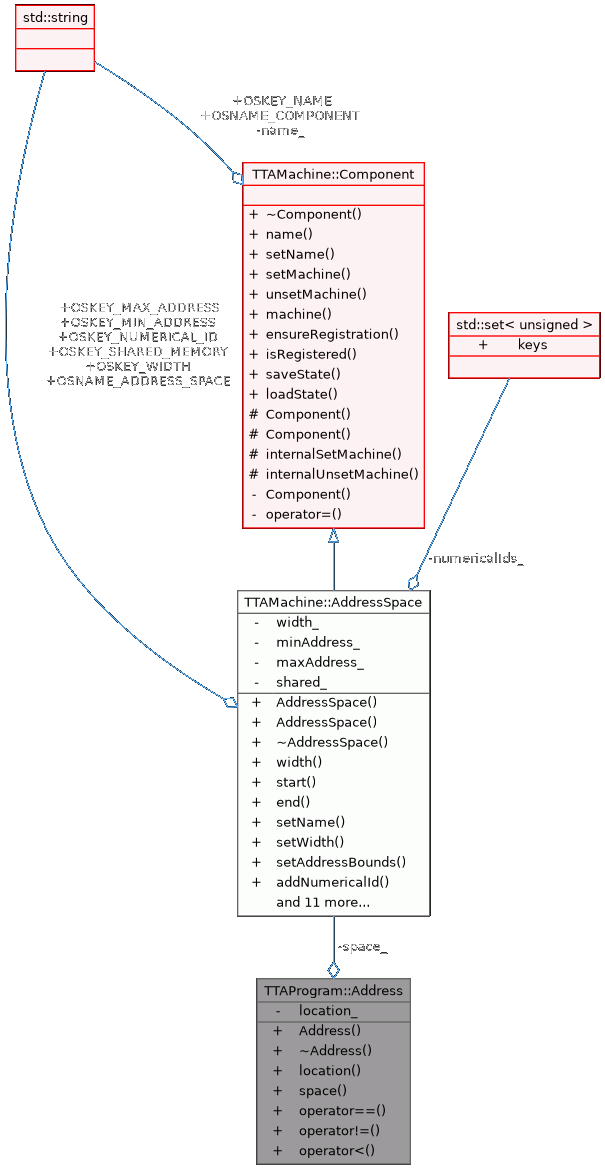 std::string
+OSKEY_NAME
+OSNAME_COMPONENT
-name_
TTAMachine::Component
+ ~Component()
+ name()
+ setName()
+ setMachine()
+ unsetMachine()
+ machine()
+ ensureRegistration()
+ isRegistered()
+ saveState()
+ loadState()
# Component()
# Component()
# internalSetMachine()
# internalUnsetMachine()
- Component()
- operator=()
+OSKEY_MAX_ADDRESS
+OSKEY_MIN_ADDRESS
+OSKEY_NUMERICAL_ID
+OSKEY_SHARED_MEMORY
+OSKEY_WIDTH
+OSNAME_ADDRESS_SPACE
std::set< unsigned >
+ keys
-numericalIds_
TTAMachine::AddressSpace
- width_
- minAddress_
- maxAddress_
- shared_
+ AddressSpace()
+ AddressSpace()
+ ~AddressSpace()
+ width()
+ start()
+ end()
+ setName()
+ setWidth()
+ setAddressBounds()
+ addNumericalId()
and 11 more...
-space_
TTAProgram::Address
- location_
+ Address()
+ ~Address()
+ location()
+ space()
+ operator==()
+ operator!=()
+ operator<()